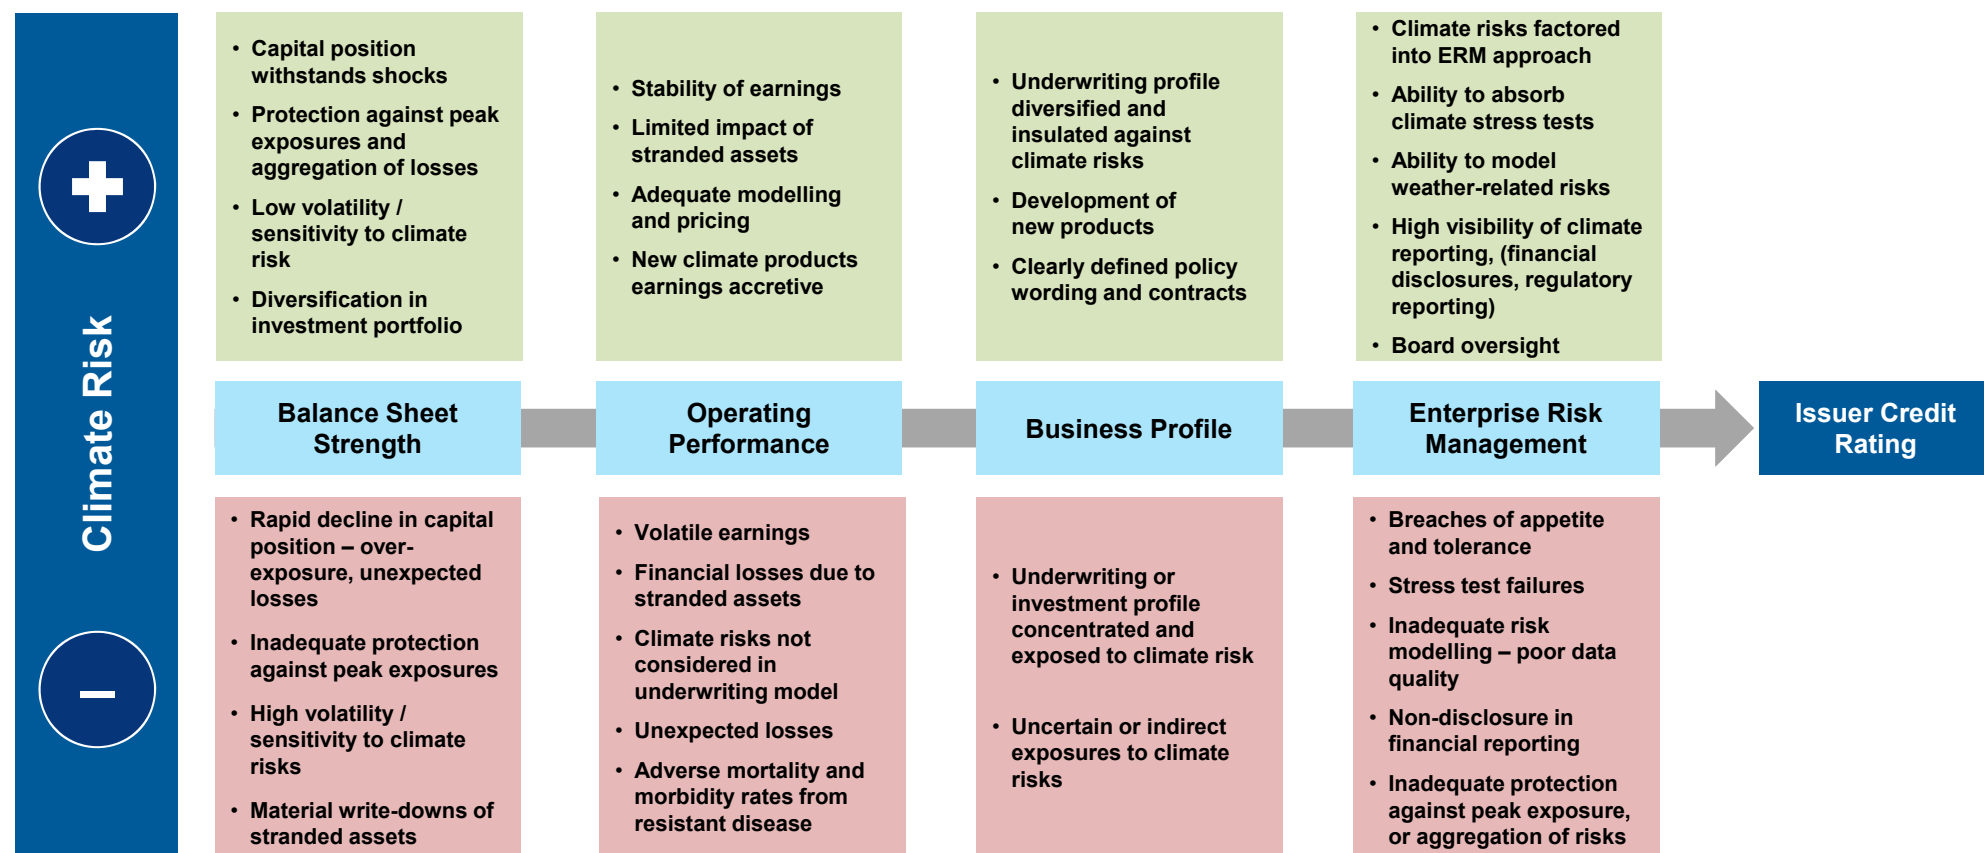 Climate Risk
• Capital position
withstands shocks
• Protection against peak
exposures and
aggregation of losses
• Low volatility /
sensitivity to climate
risk
• Diversification in
investment portfolio
• Stability of earnings
• Limited impact of
stranded assets
• Adequate modelling
and pricing
• New climate products
earnings accretive
• Underwriting profile
diversified and
insulated against
climate risks
• Development of
new products
• Clearly defined policy
wording and contracts
• Climate risks factored
into ERM approach
• Ability to absorb
climate stress tests
• Ability to model
weather-related risks
• High visibility of climate
reporting, (financial
disclosures, regulatory
reporting)
• Board oversight
Balance Sheet
Strength
Operating
Performance
Business Profile
Enterprise Risk
Management
Issuer Credit
Rating
• Rapid decline in capital
position – over-
exposure, unexpected
losses
• Inadequate protection
against peak exposures
• High volatility /
sensitivity to climate
risks
• Material write-downs of
stranded assets
• Volatile earnings
• Financial losses due to
stranded assets
• Climate risks not
considered in
underwriting model
• Unexpected losses
• Adverse mortality and
morbidity rates from
resistant disease
• Underwriting or
investment profile
concentrated and
exposed to climate risk
• Uncertain or indirect
exposures to climate
risks
• Breaches of appetite
and tolerance
• Stress test failures
• Inadequate risk
modelling – poor data
quality
• Non-disclosure in
financial reporting
• Inadequate protection
against peak exposure,
or aggregation of risks